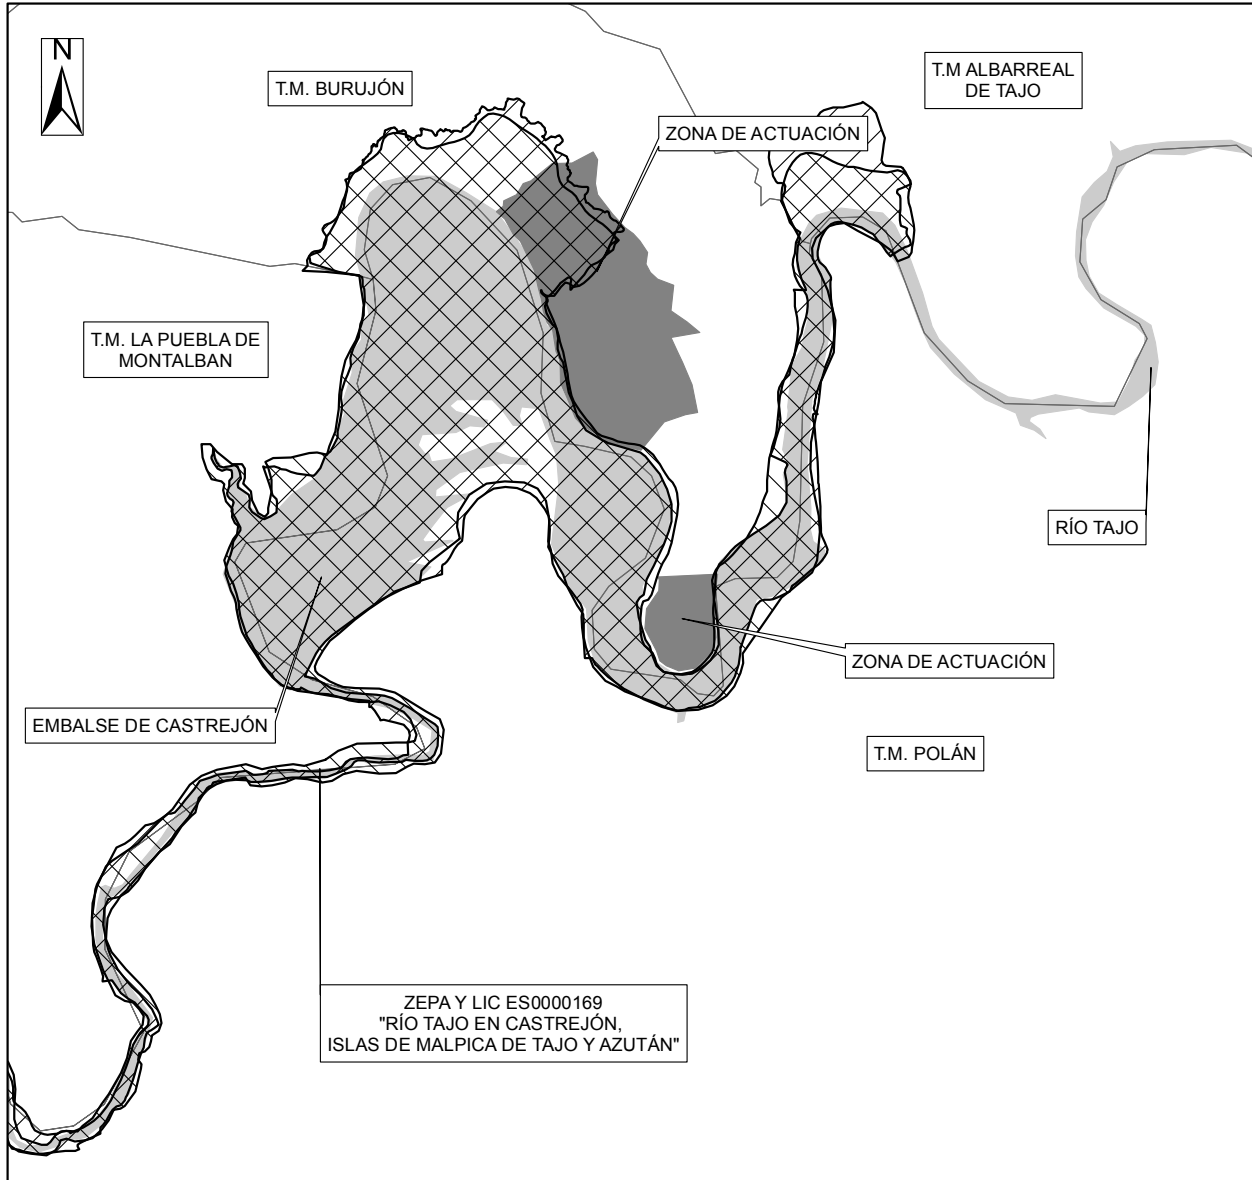 N
T.M. BURUJÓN
T.M ALBARREAL
DE TAJO
ZONA DE ACTUACIÓN
T.M. LA PUEBLA DE
MONTALBAN
RÍO TAJO
ZONA DE ACTUACIÓN
EMBALSE DE CASTREJÓN
T.M. POLÁN
ZEPA Y LIC ES0000169
"RÍO TAJO EN CASTREJÓN,
ISLAS DE MALPICA DE TAJO Y AZUTÁN"